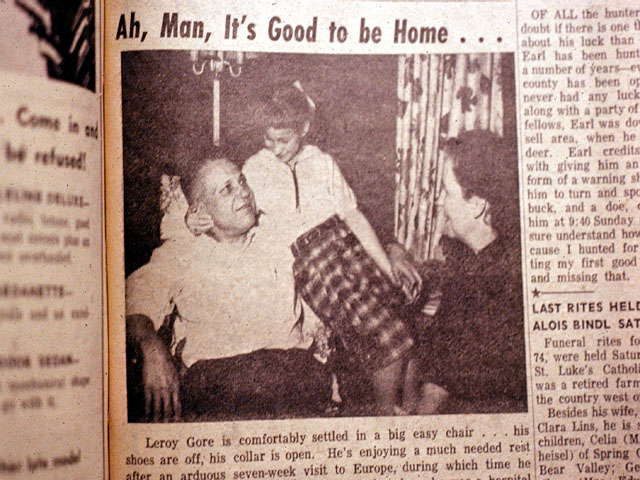 Ah, Man, It's Good to be Home . . .
Leroy Gore is comfortably settled in a big easy chair . . . his
shoes are off, his collar is open. He's enjoying a much needed rest
after an arduous seven-week visit to Europe, during which time he
OF ALL the hunter
doubt if there is one t
about his luck than
Earl has been hunt
a number of years—ev
county has been op
never had any luck
along with a party of
fellows, Earl was do
sell area, when he
deer. Earl credits
with giving him an
form of a warning sh
him to turn and spo
buck, and a doe, c
him at 9:40 Sunday.
sure understand how
cause I hunted for
ting my first good
and missing that.
LAST RITES HELD
ALOIS BINDL SAT
Funeral rites fo
74, were held Satur
St. Luke's Catholi
was a retired farm
the country west o
Besides his wife,
Clara Lins, he is s
children, Celia (M
heisel) of Spring G
Bear Valley; Ge
. Come in and
be refused!